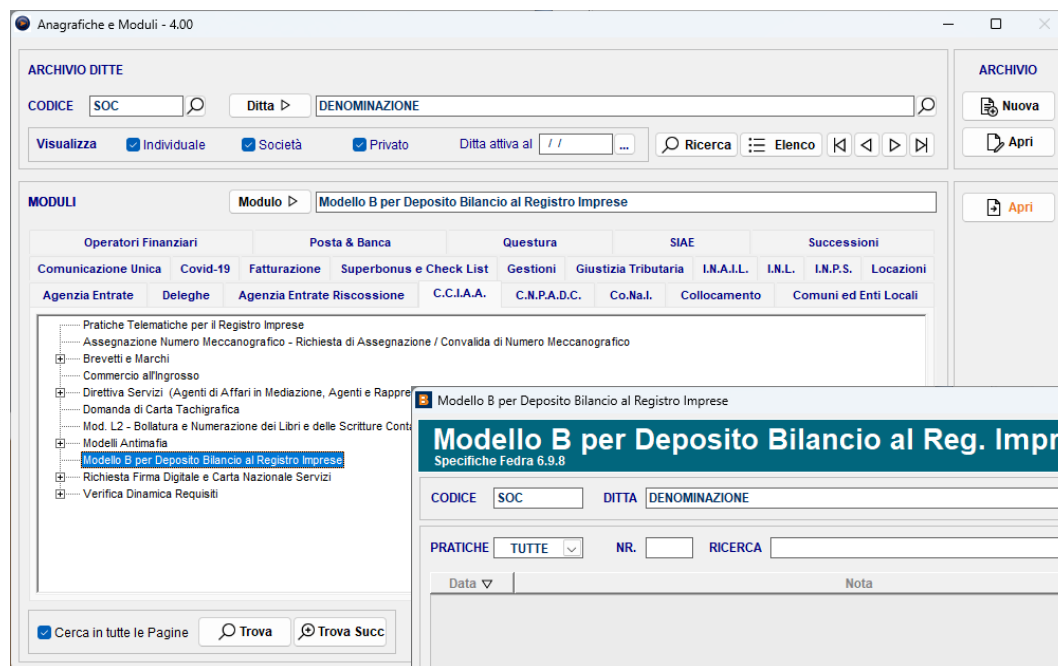 Anagrafiche e Moduli - 4.00
ARCHIVIO DITTE
CODICE SOC Ditta DENOMINAZIONE
Visualizza Individuale Società Privato Ditta attiva al / / ... Ricerca Elenco
ARCHIVIO
Nuova
Apri
MODULI Modulo Modello B per Deposito Bilancio al Registro Imprese
Apri
Operatori Finanziari Posta & Banca Questura SIAE Successioni
Comunicazione Unica Covid-19 Fatturazione Superbonus e Check List Gestioni Giustizia Tributaria I.N.A.I.L. I.N.L. I.N.P.S. Locazioni
Agenzia Entrate Deleghe Agenzia Entrate Riscossione C.C.I.A.A. C.N.P.A.D.C. Co.Na.I. Collocamento Comuni ed Enti Locali
Pratiche Telematiche per il Registro Imprese
Assegnazione Numero Meccanografico - Richiesta di Assegnazione / Convalida di Numero Meccanografico
Brevetti e Marchi
Commercio all'Ingrosso
Direttiva Servizi (Agenti di Affari in Mediazione, Agenti e Rappre
Domanda di Carta Tachigrafica
Mod. L2 - Bollatura e Numerazione dei Libri e delle Scritture Conta
Modelli Antimafia
Modello B per Deposito Bilancio al Registro Imprese
Richiesta Firma Digitale e Carta Nazionale Servizi
Verifica Dinamica Requisiti
Cerca in tutte le Pagine Trova Trova Succ
B Modello B per Deposito Bilancio al Registro Imprese
Modello B per Deposito Bilancio al Reg. Impr
Specifiche Fedra 6.9.8
CODICE SOC DITTA DENOMINAZIONE
PRATICHE TUTTE NR. RICERCA
Data Nota